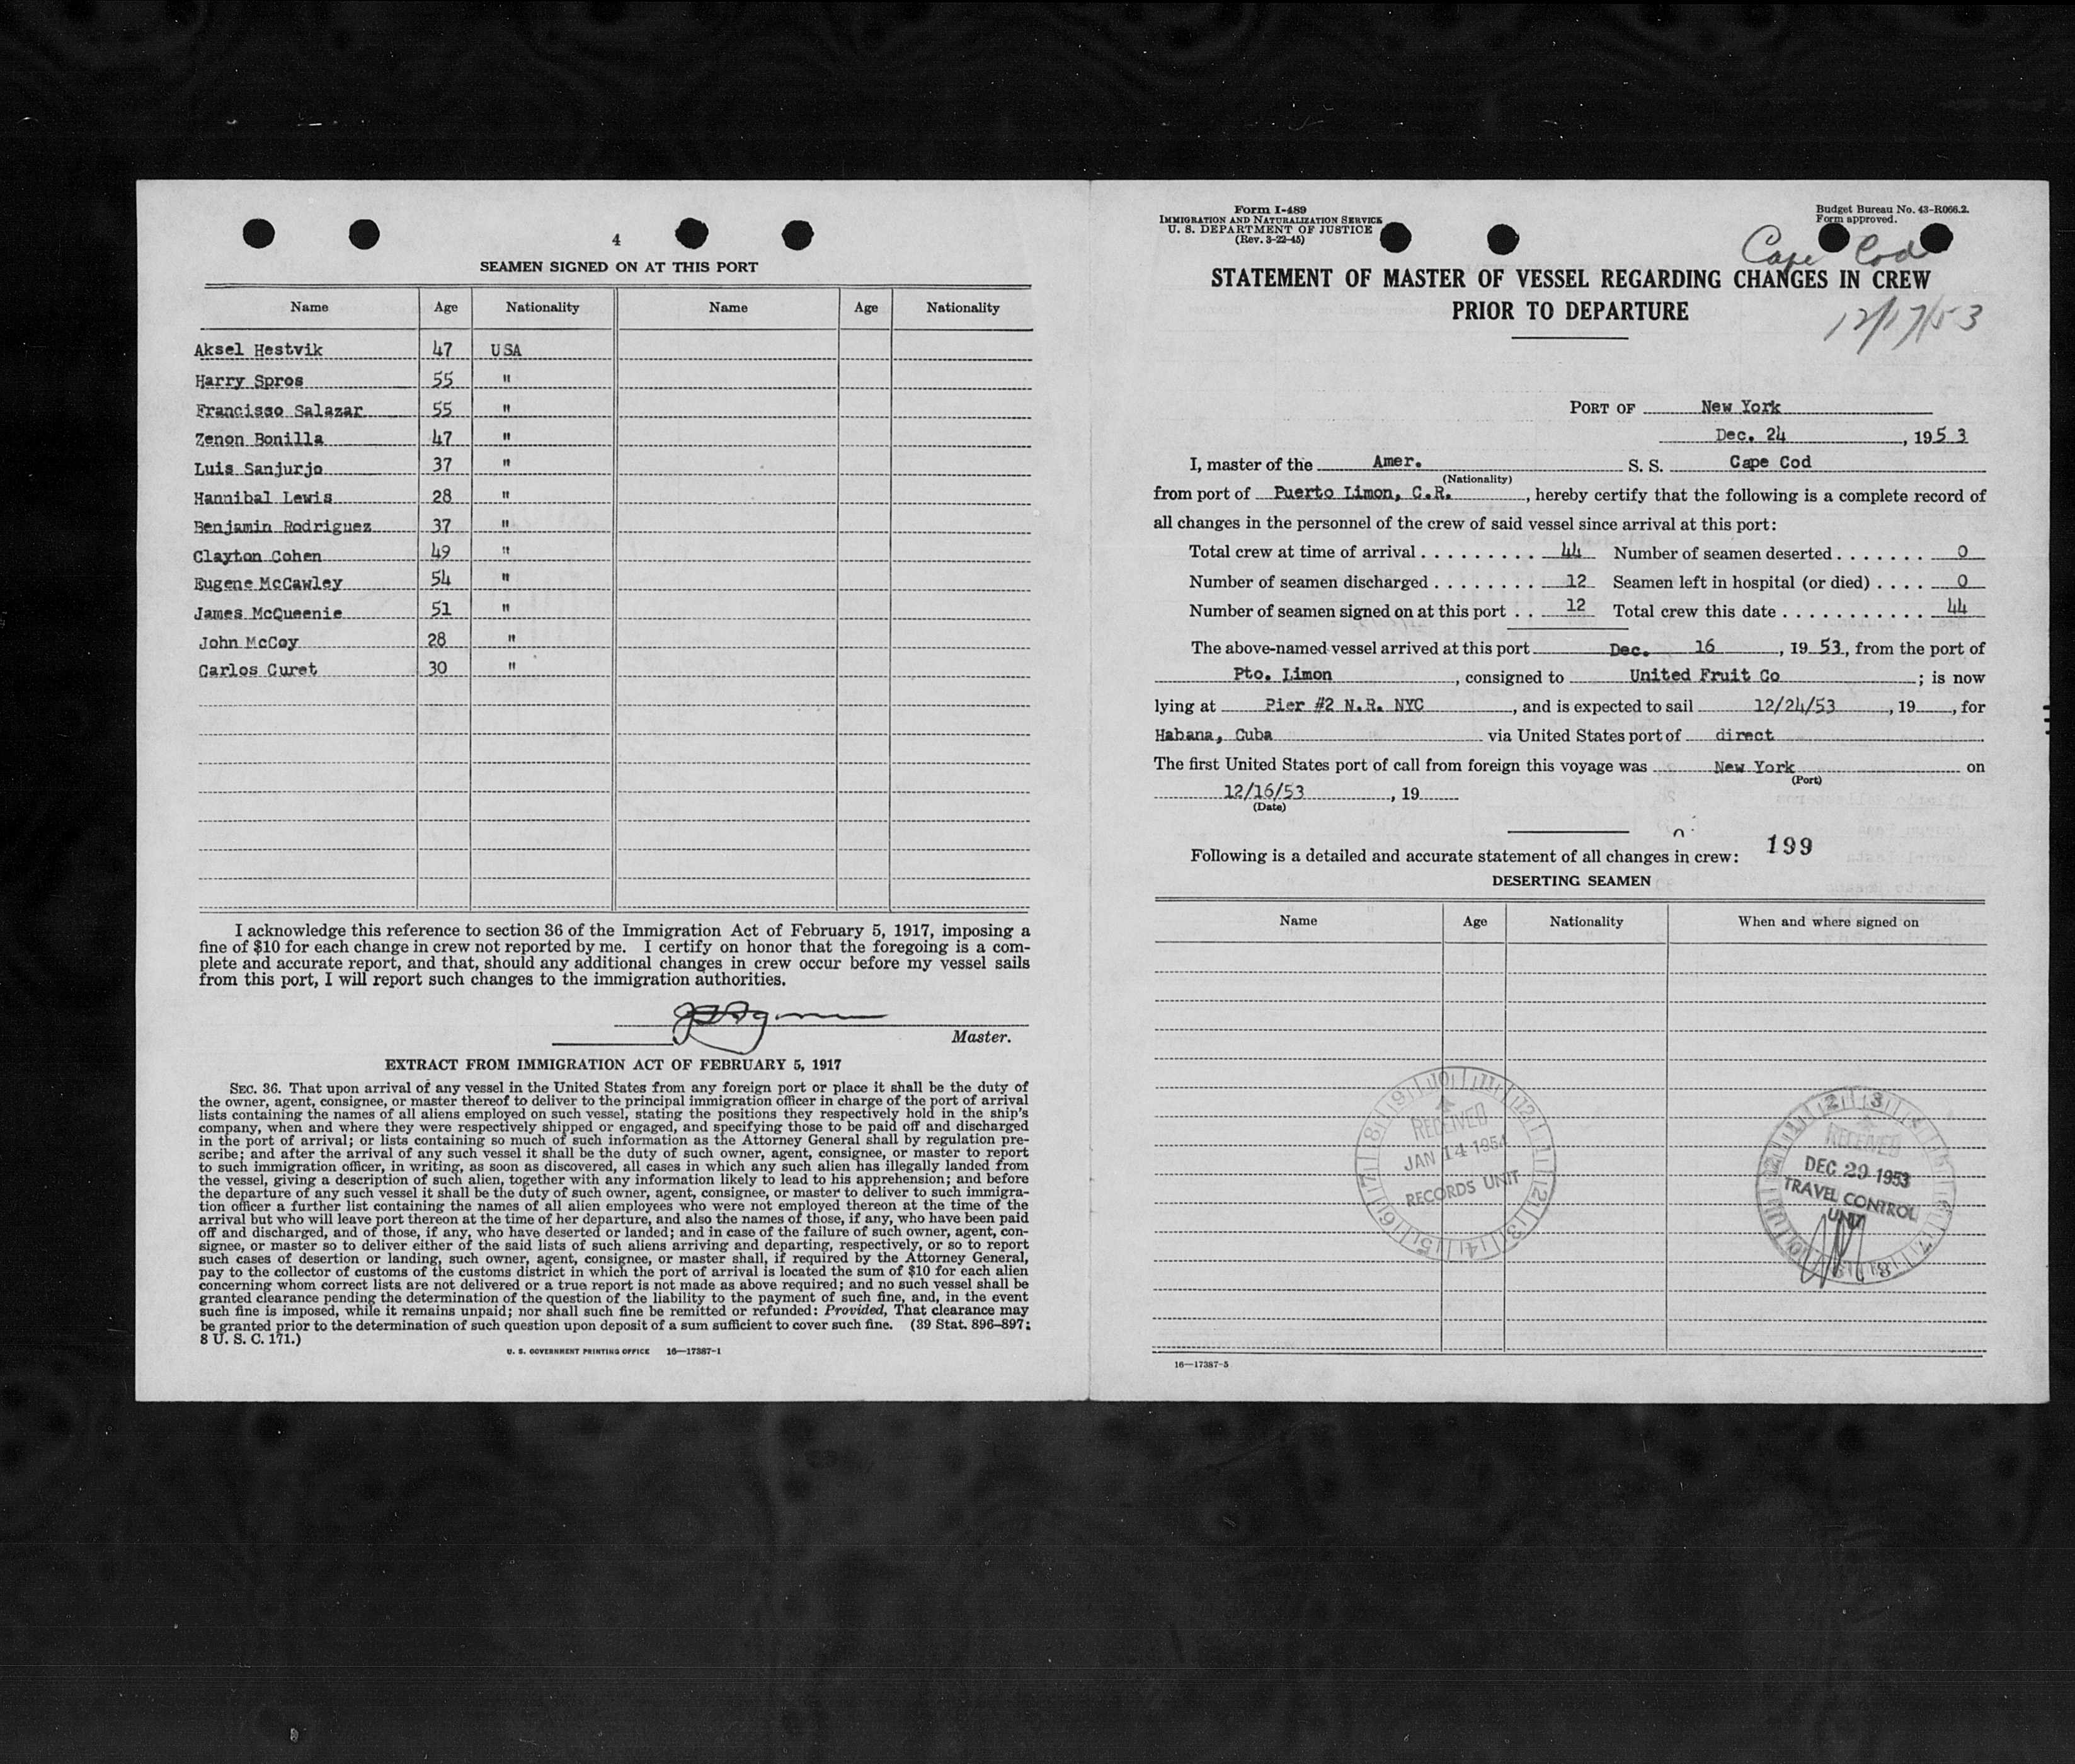 4
SEAMEN SIGNED ON AT THIS PORT
Name Age Nationality Name Age Nationality
Aksel Hestvik 47 USA
Harry Spros 55 "
Francisco Salazar 55 "
Zenon Bonilla 47 "
Luis Sanjurjo 37 "
Hannibal Lewis 28 "
Benjamin Rodriguez 37 "
Clayton Cohen 49 "
Eugene McCawley 54 "
James McQueenie 51 "
John McCoy 28 "
Carlos Curet 30 "
I acknowledge this reference to section 36 of the Immigration Act of February 5, 1917, imposing a
fine of $10 for each change in crew not reported by me. I certify on honor that the foregoing is a com-
plete and accurate report, and that, should any additional changes in crew occur before my vessel sails
from this port, I will report such changes to the immigration authorities.
Master.
EXTRACT FROM IMMIGRATION ACT OF FEBRUARY 5, 1917
SEC. 36. That upon arrival of any vessel in the United States from any foreign port or place it shall be the duty of
the owner, agent, consignee, or master thereof to deliver to the principal immigration officer in charge of the port of arrival
lists containing the names of all aliens employed on such vessel, stating the positions they respectively hold in the ship's
company, when and where they were respectively shipped or engaged, and specifying those to be paid off and discharged
in the port of arrival; or lists containing so much of such information as the Attorney General shall by regulation pre-
scribe; and after the arrival of any such vessel it shall be the duty of such owner, agent, consignee, or master to report
to such immigration officer, in writing, as soon as discovered, all cases in which any such alien has illegally landed from
the vessel, giving a description of such alien, together with any information likely to lead to his apprehension; and before
the departure of any such vessel it shall be the duty of such owner, agent, consignee, or master to deliver to such immigra-
tion officer a further list containing the names of all alien employees who were not employed thereon at the time of the
arrival but who will leave port thereon at the time of her departure, and also the names of those, if any, who have been paid
off and discharged, and of those, if any, who have deserted or landed; and in case of the failure of such owner, agent, con-
signee, or master so to deliver either of the said lists of such aliens arriving and departing, respectively, or so to report
such cases of desertion or landing, such owner, agent, consignee, or master shall, if required by the Attorney General,
pay to the collector of customs of the customs district in which the port of arrival is located the sum of $10 for each alien
concerning whom correct lists are not delivered or a true report is not made as above required; and no such vessel shall be
granted clearance pending the determination of the question of the liability to the payment of such fine, and, in the event
such fine is imposed, while it remains unpaid; nor shall such fine be remitted or refunded: Provided, That clearance may
be granted prior to the determination of such question upon deposit of a sum sufficient to cover such fine. (39 Stat. 896-897;
8 U. S. C. 171.)
U. S. GOVERNMENT PRINTING OFFICE 16—17387-1
Form I-489
IMMIGRATION AND NATURALIZATION SERVICE
U. S. DEPARTMENT OF JUSTICE
(Rev. 3-22-45)
Budget Bureau No. 43-R066.2.
Form approved.
Cape Cod
STATEMENT OF MASTER OF VESSEL REGARDING CHANGES IN CREW
PRIOR TO DEPARTURE
12/17/53
PORT OF New York
Dec. 24, 1953
I, master of the Amer. S. S. Cape Cod
(Nationality)
from port of Puerto Limon, C.R., hereby certify that the following is a complete record of
all changes in the personnel of the crew of said vessel since arrival at this port:
Total crew at time of arrival . . . . . . . . . 44 Number of seamen deserted . . . . . . . 0
Number of seamen discharged . . . . . . . . 12 Seamen left in hospital (or died) . . . . 0
Number of seamen signed on at this port . . 12 Total crew this date . . . . . . . . . . . 44
The above-named vessel arrived at this port Dec. 16, 1953, from the port of
Pto. Limon, consigned to United Fruit Co; is now
lying at Pier #2 N.R. NYC, and is expected to sail 12/24/53, 19, for
Habana, Cuba via United States port of direct
The first United States port of call from foreign this voyage was New York on
(Port)
12/16/53, 19
(Date)
199
Following is a detailed and accurate statement of all changes in crew:
DESERTING SEAMEN
Name Age Nationality When and where signed on
RECEIVED
JAN 14 1954
RECORDS UNIT
RECEIVED
DEC 29 1953
TRAVEL CONTROL
UNIT
16—17387-5